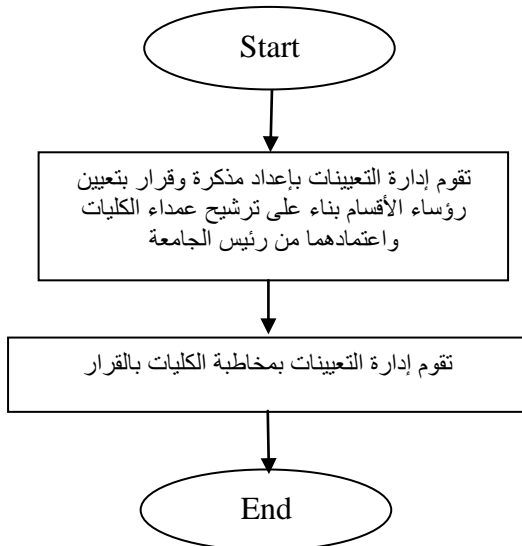 Start
تقوم إدارة التعيينات بإعداد مذكرة وقرار بتعيين
رؤساء الأقسام بناء على ترشيح عمداء الكليات
واعتمادهما من رئيس الجامعة
تقوم إدارة التعيينات بمخاطبة الكليات بالقرار
End